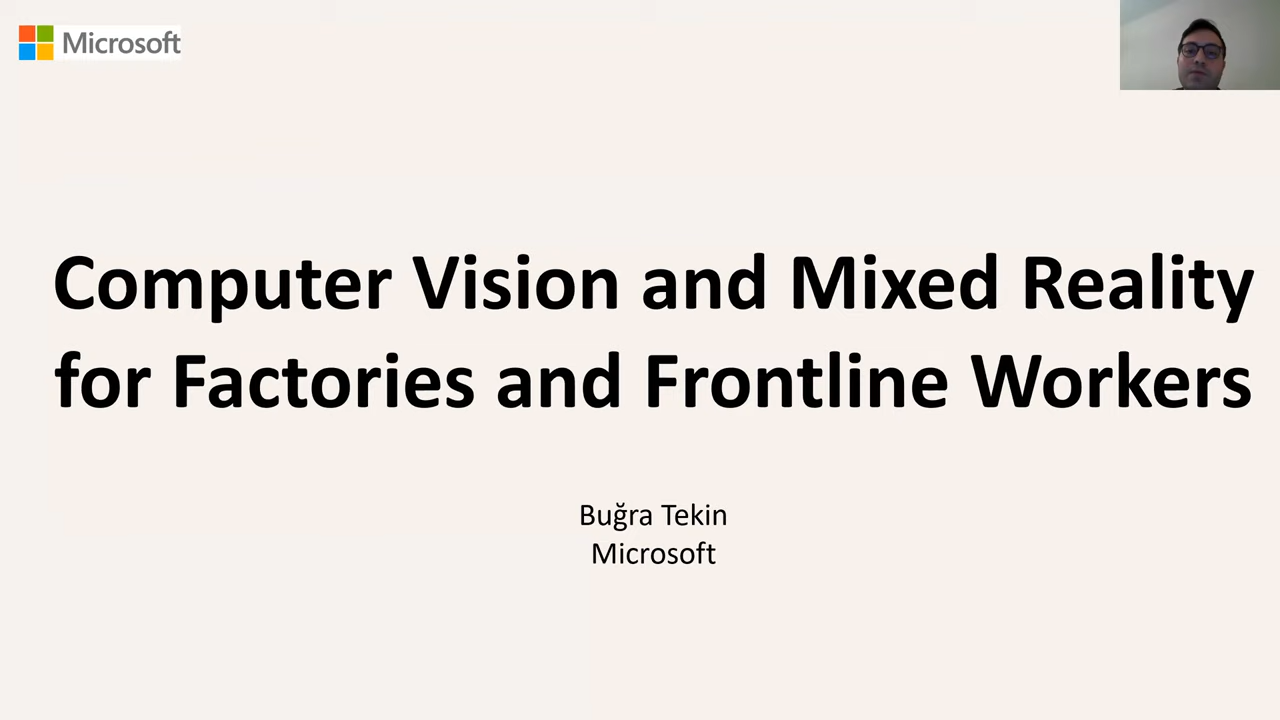 Microsoft
Computer Vision and Mixed Reality
for Factories and Frontline Workers
Buğra Tekin
Microsoft